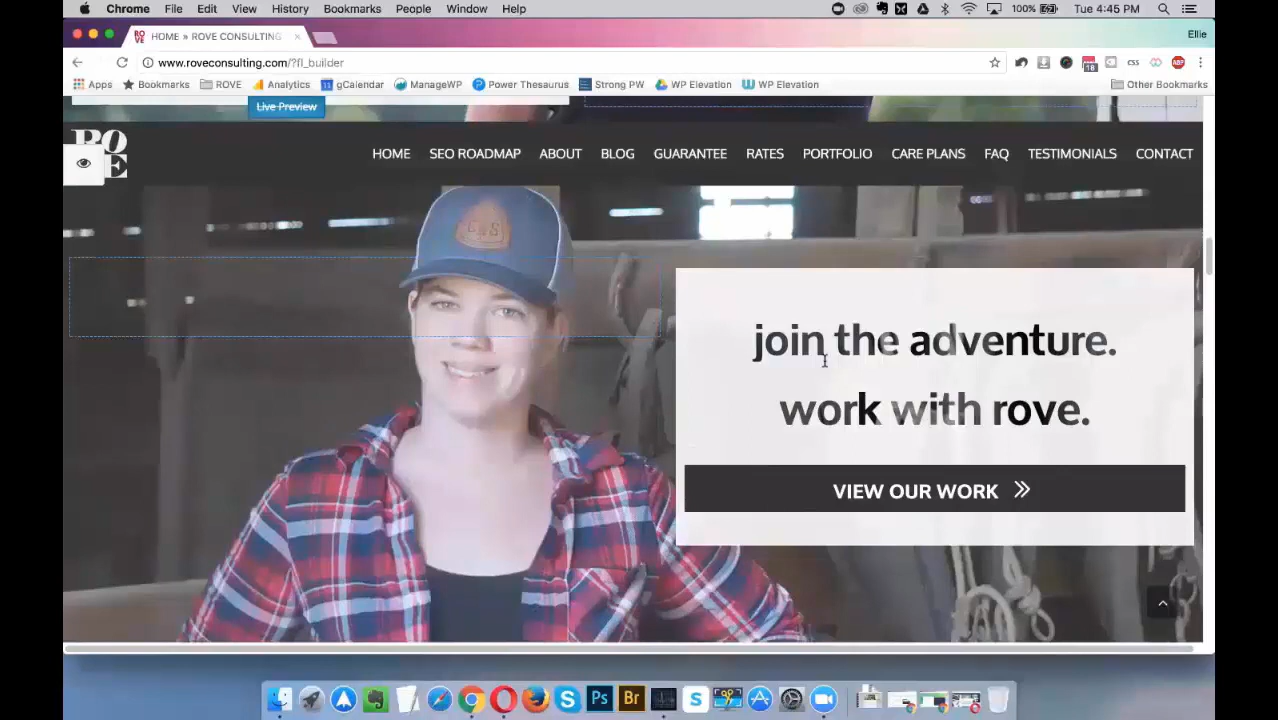 Chrome File Edit View History Bookmarks People Window Help 100% Tue 4:45 PM
HOME » ROVE CONSULTING Ellie
www.roveconsulting.com/?fl_builder
Apps Bookmarks ROVE Analytics gCalendar ManageWP Power Thesaurus Strong PW WP Elevation WP Elevation Other Bookmarks
Live Preview
HOME SEO ROADMAP ABOUT BLOG GUARANTEE RATES PORTFOLIO CARE PLANS FAQ TESTIMONIALS CONTACT
join the adventure.
work with rove.
VIEW OUR WORK